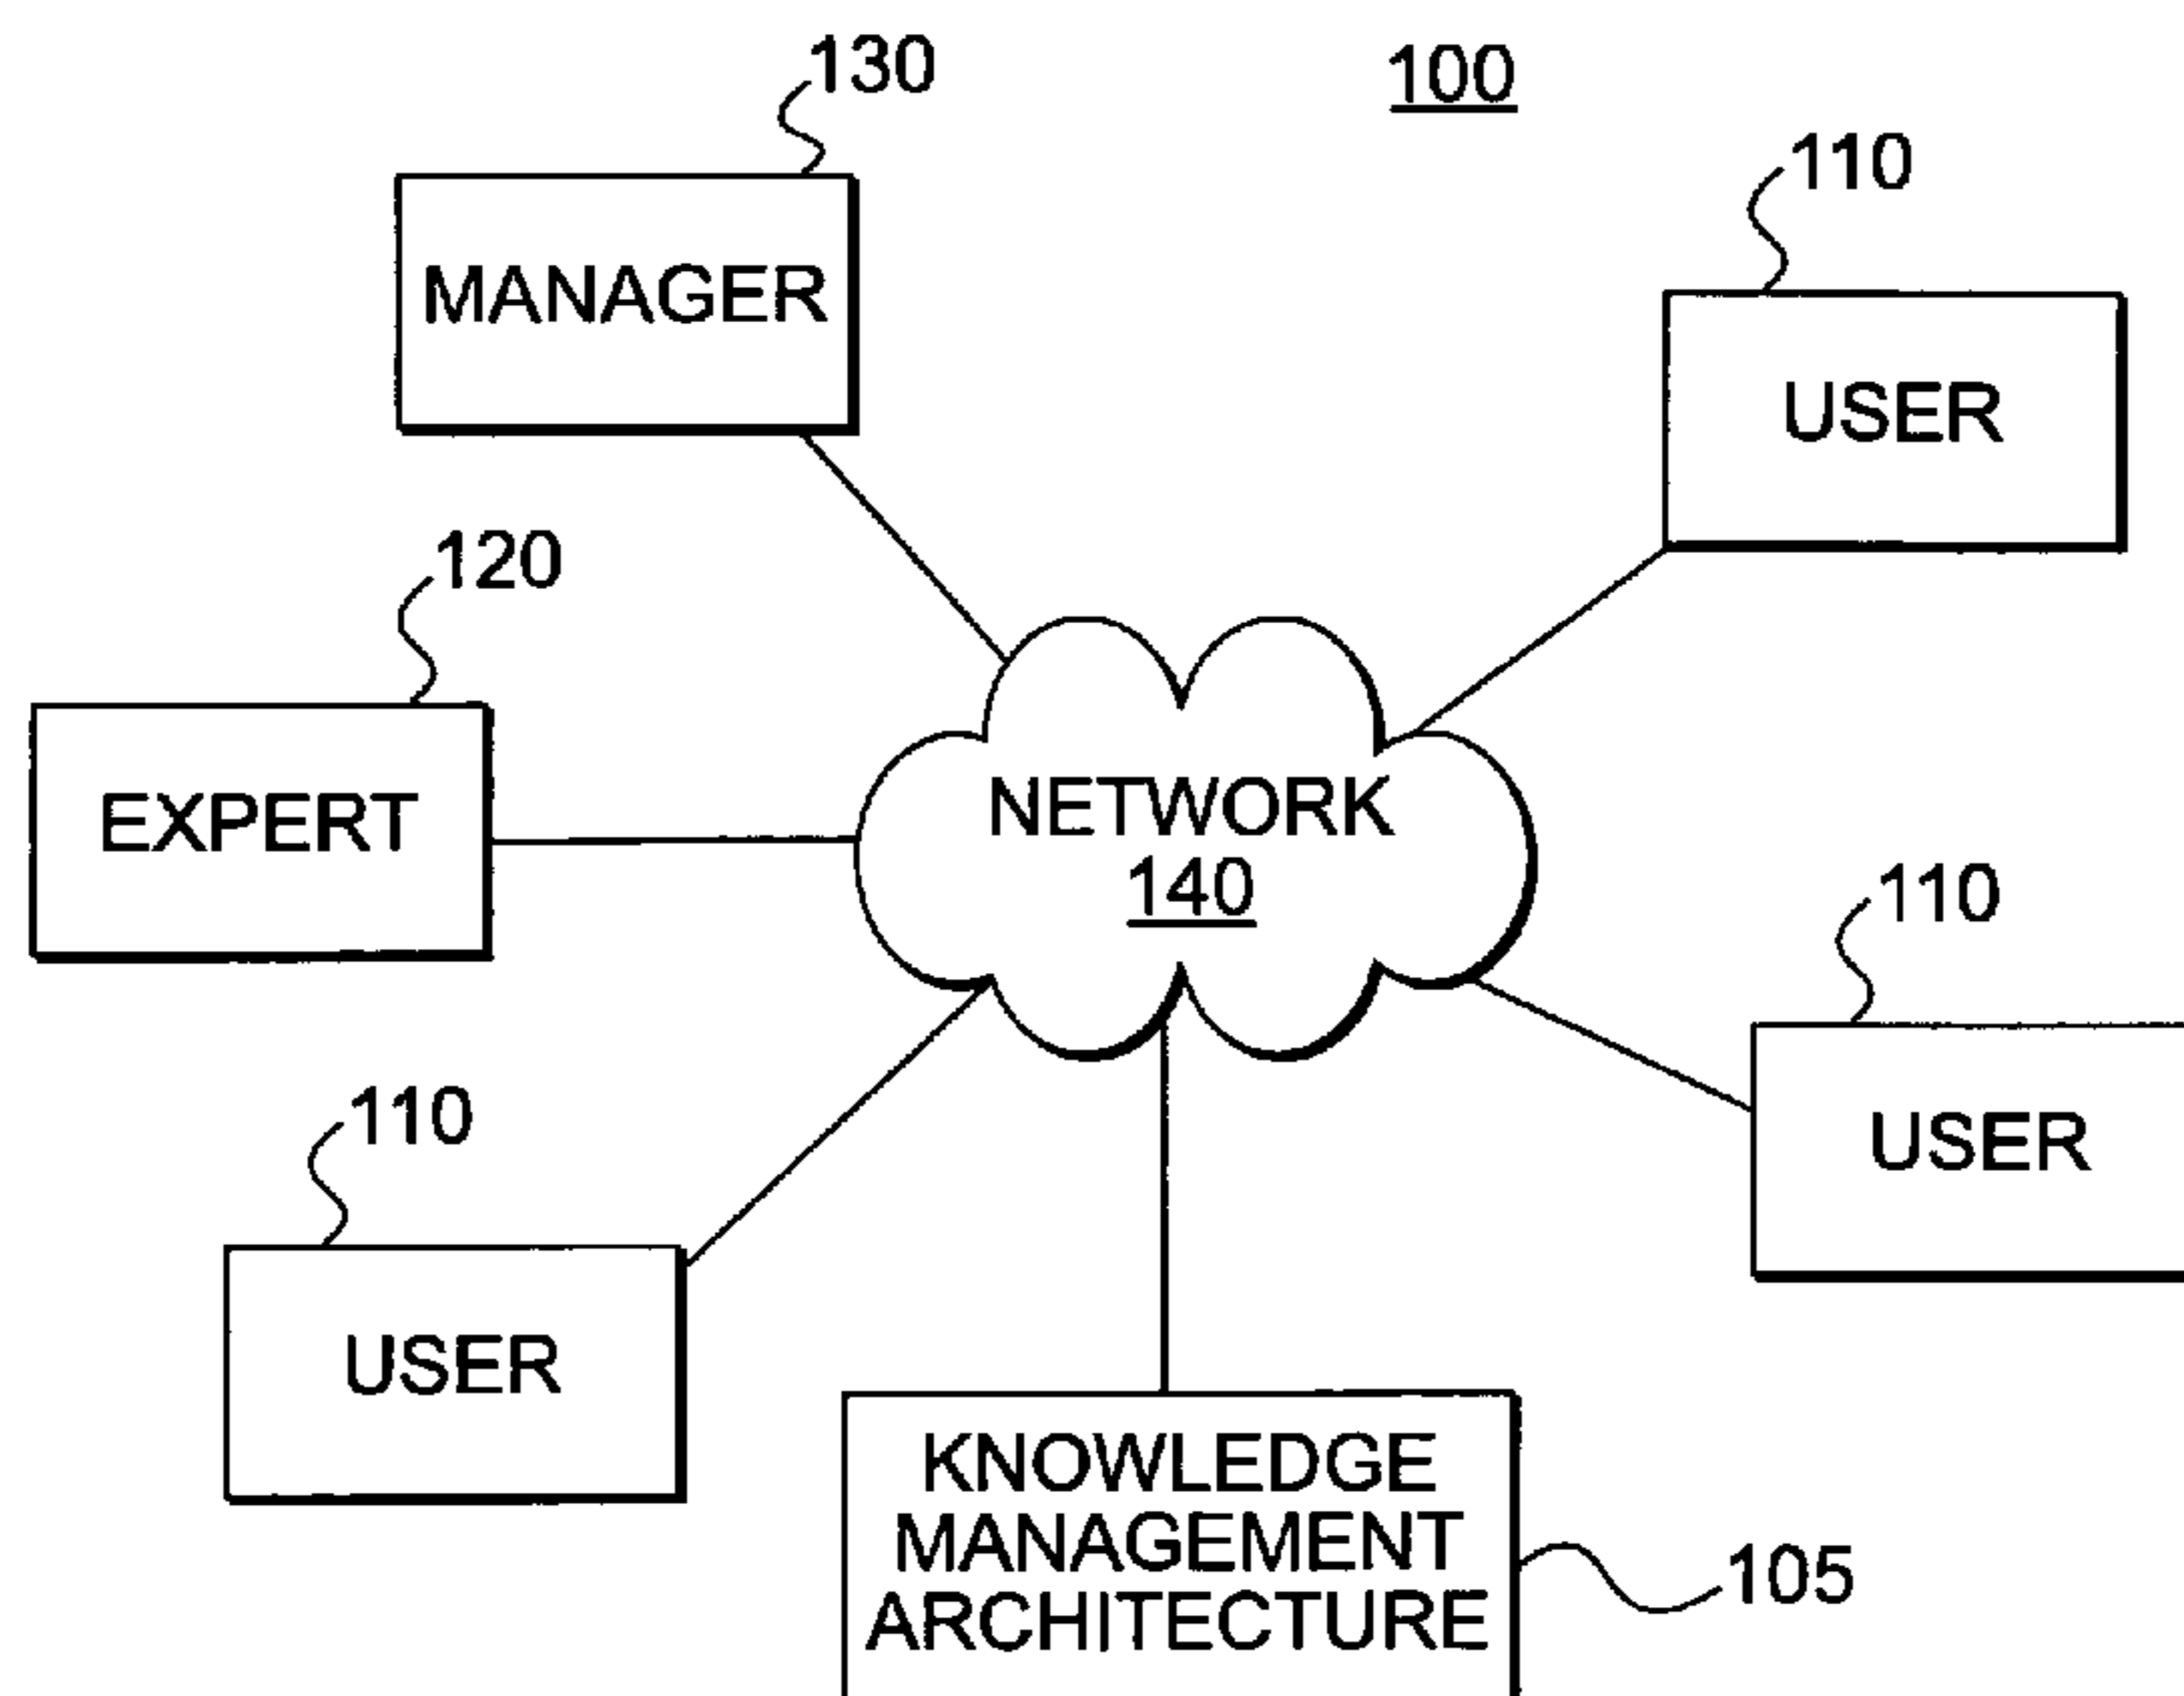 130
100
110
MANAGER
USER
120
EXPERT
NETWORK
140
110
110
USER
USER
KNOWLEDGE
MANAGEMENT
ARCHITECTURE
105